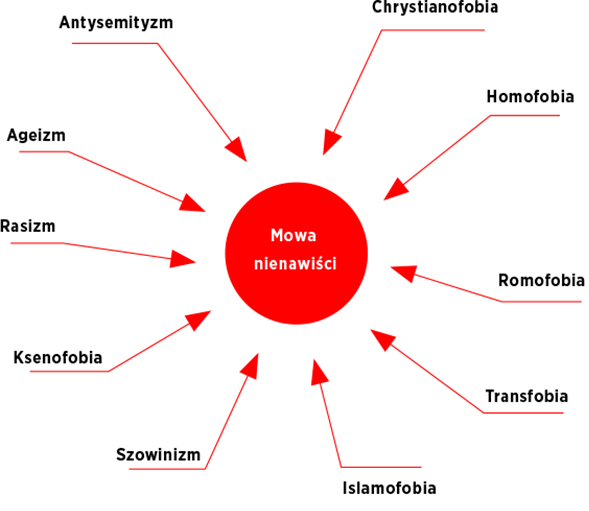 Chrystianofobia
Antysemityzm
Homofobia
Ageizm
Rasizm
Mowa
nienawiści
Romofobia
Ksenofobia
Transfobia
Szowinizm
Islamofobia